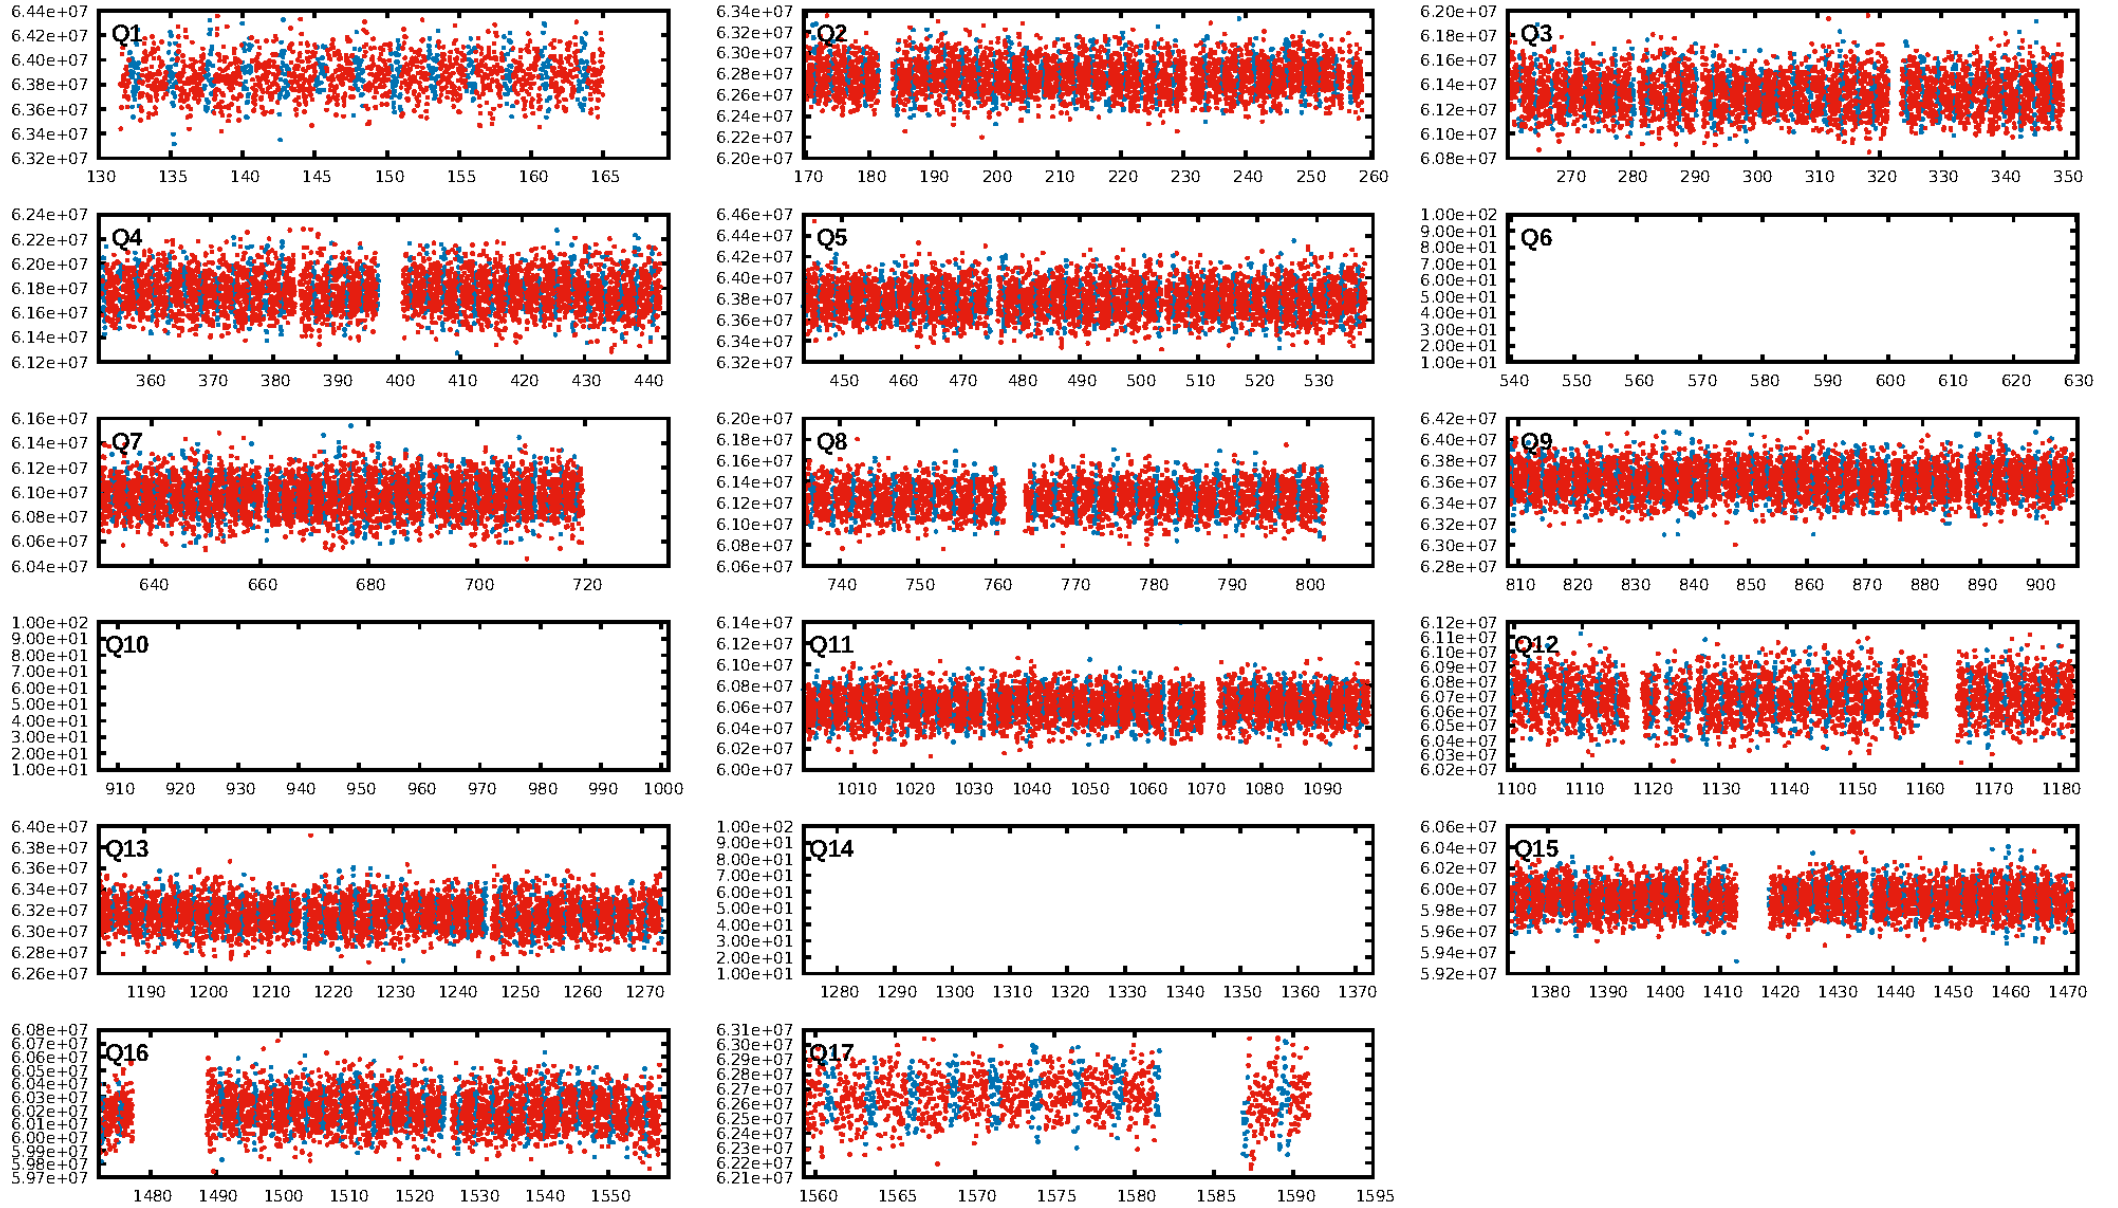 Q1
6.44e+07
6.42e+07
6.40e+07
6.38e+07
6.36e+07
6.34e+07
6.32e+07
130 135 140 145 150 155 160 165
Q2
6.34e+07
6.32e+07
6.30e+07
6.28e+07
6.26e+07
6.24e+07
6.22e+07
6.20e+07
170 180 190 200 210 220 230 240 250 260
Q3
6.20e+07
6.18e+07
6.16e+07
6.14e+07
6.12e+07
6.10e+07
6.08e+07
270 280 290 300 310 320 330 340 350
Q4
6.24e+07
6.22e+07
6.20e+07
6.18e+07
6.16e+07
6.14e+07
6.12e+07
360 370 380 390 400 410 420 430 440
Q5
6.46e+07
6.44e+07
6.42e+07
6.40e+07
6.38e+07
6.36e+07
6.34e+07
6.32e+07
450 460 470 480 490 500 510 520 530
Q6
1.00e+02
9.00e+01
8.00e+01
7.00e+01
6.00e+01
5.00e+01
4.00e+01
3.00e+01
2.00e+01
1.00e+01
540 550 560 570 580 590 600 610 620 630
Q7
6.16e+07
6.14e+07
6.12e+07
6.10e+07
6.08e+07
6.06e+07
6.04e+07
640 660 680 700 720
Q8
6.20e+07
6.18e+07
6.16e+07
6.14e+07
6.12e+07
6.10e+07
6.08e+07
6.06e+07
740 750 760 770 780 790 800
Q9
6.42e+07
6.40e+07
6.38e+07
6.36e+07
6.34e+07
6.32e+07
6.30e+07
6.28e+07
810 820 830 840 850 860 870 880 890 900
Q10
1.00e+02
9.00e+01
8.00e+01
7.00e+01
6.00e+01
5.00e+01
4.00e+01
3.00e+01
2.00e+01
1.00e+01
910 920 930 940 950 960 970 980 990 1000
Q11
6.14e+07
6.12e+07
6.10e+07
6.08e+07
6.06e+07
6.04e+07
6.02e+07
6.00e+07
1010 1020 1030 1040 1050 1060 1070 1080 1090
Q12
6.12e+07
6.11e+07
6.10e+07
6.09e+07
6.08e+07
6.07e+07
6.06e+07
6.05e+07
6.04e+07
6.03e+07
6.02e+07
1100 1110 1120 1130 1140 1150 1160 1170 1180
Q13
6.40e+07
6.38e+07
6.36e+07
6.34e+07
6.32e+07
6.30e+07
6.28e+07
6.26e+07
1190 1200 1210 1220 1230 1240 1250 1260 1270
Q14
1.00e+02
9.00e+01
8.00e+01
7.00e+01
6.00e+01
5.00e+01
4.00e+01
3.00e+01
2.00e+01
1.00e+01
1280 1290 1300 1310 1320 1330 1340 1350 1360 1370
Q15
6.06e+07
6.04e+07
6.02e+07
6.00e+07
5.98e+07
5.96e+07
5.94e+07
5.92e+07
1380 1390 1400 1410 1420 1430 1440 1450 1460 1470
Q16
6.08e+07
6.07e+07
6.06e+07
6.05e+07
6.04e+07
6.03e+07
6.02e+07
6.01e+07
6.00e+07
5.99e+07
5.98e+07
5.97e+07
1480 1490 1500 1510 1520 1530 1540 1550
Q17
6.31e+07
6.30e+07
6.29e+07
6.28e+07
6.27e+07
6.26e+07
6.25e+07
6.24e+07
6.23e+07
6.22e+07
6.21e+07
1560 1565 1570 1575 1580 1585 1590 1595